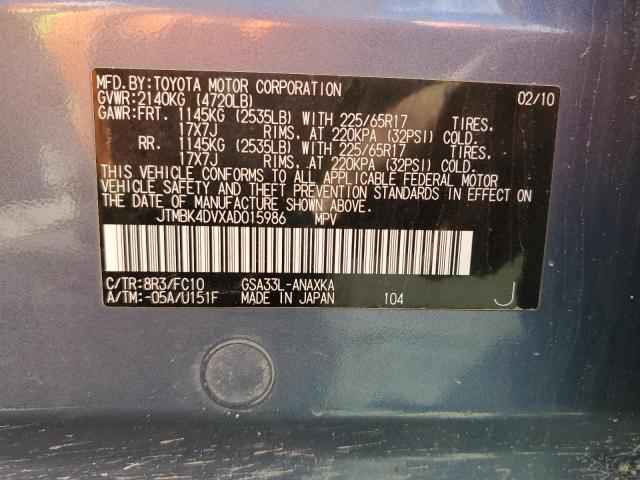 MFD.BY:TOYOTA MOTOR CORPORATION 02/10
GVWR:2140KG (4720LB)
GAWR:FRT. 1145KG (2535LB) WITH 225/65R17 TIRES,
17X7J RIMS, AT 220KPA (32PSI) COLD.
RR. 1145KG (2535LB) WITH 225/65R17 TIRES,
17X7J RIMS, AT 220KPA (32PSI) COLD.
THIS VEHICLE CONFORMS TO ALL APPLICABLE FEDERAL MOTOR
VEHICLE SAFETY AND THEFT PREVENTION STANDARDS IN EFFECT ON
THE DATE OF MANUFACTURE SHOWN ABOVE.
JTMBK4DVXAD015986 MPV
C/TR:8R3/FC10 GSA33L-ANAXKA
A/TM:-05A/U151F MADE IN JAPAN 104 J